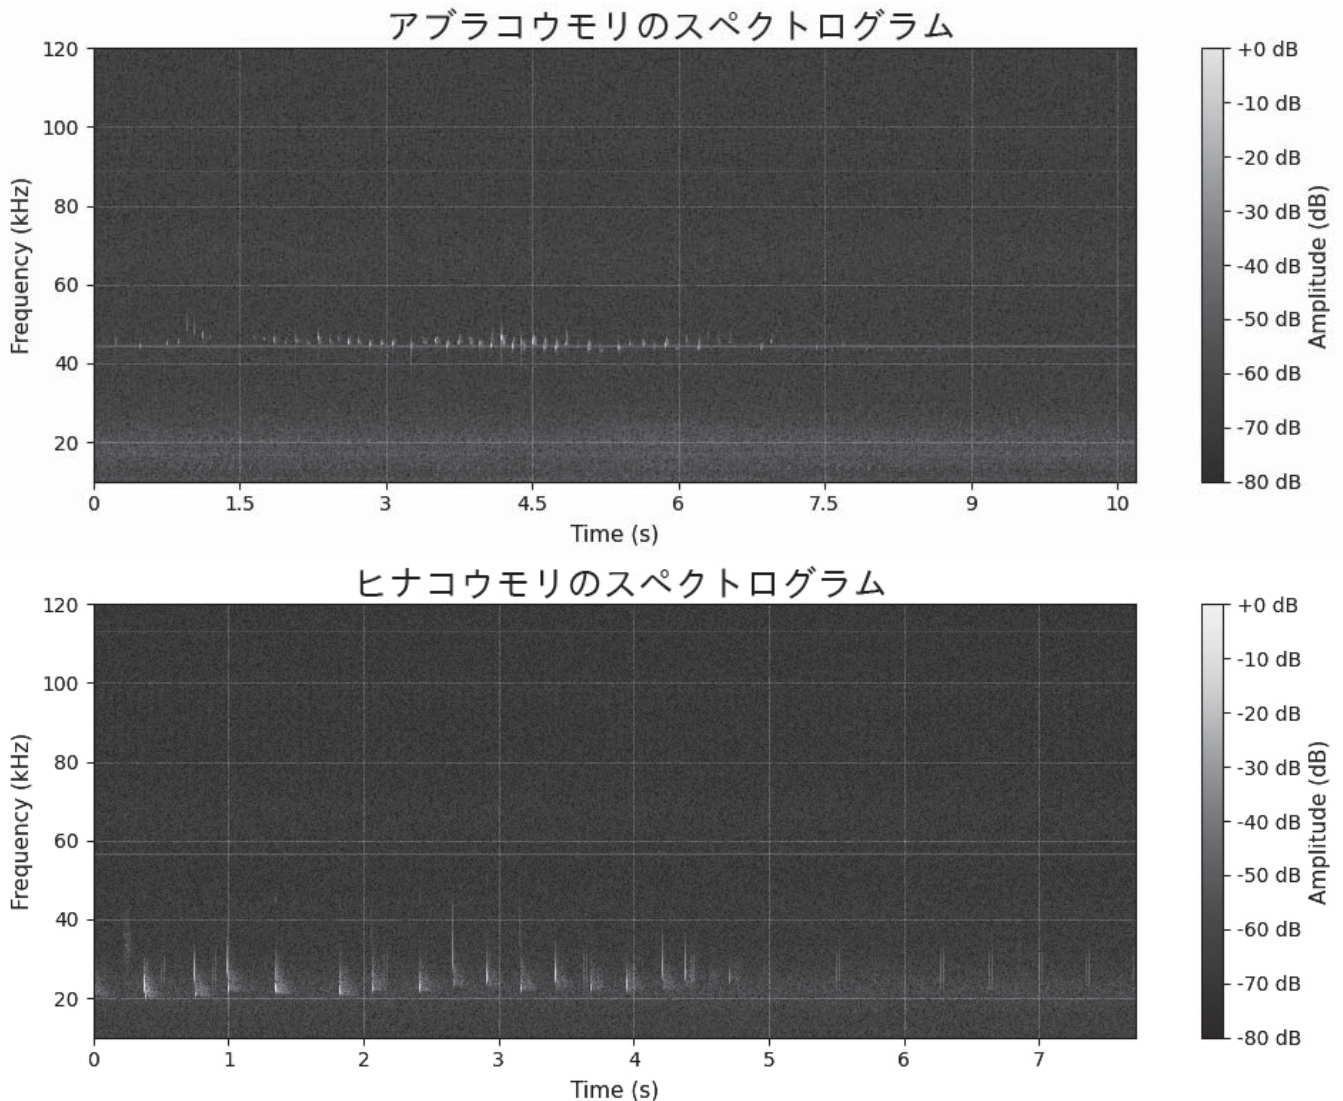 アブラコウモリのスペクトログラム
120
100
80
60
40
20
Frequency (kHz)
0 1.5 3 4.5 6 7.5 9 10
Time (s)
+0 dB
-10 dB
-20 dB
-30 dB
-40 dB
-50 dB
-60 dB
-70 dB
-80 dB
Amplitude (dB)
ヒナコウモリのスペクトログラム
120
100
80
60
40
20
Frequency (kHz)
0 1 2 3 4 5 6 7
Time (s)
+0 dB
-10 dB
-20 dB
-30 dB
-40 dB
-50 dB
-60 dB
-70 dB
-80 dB
Amplitude (dB)